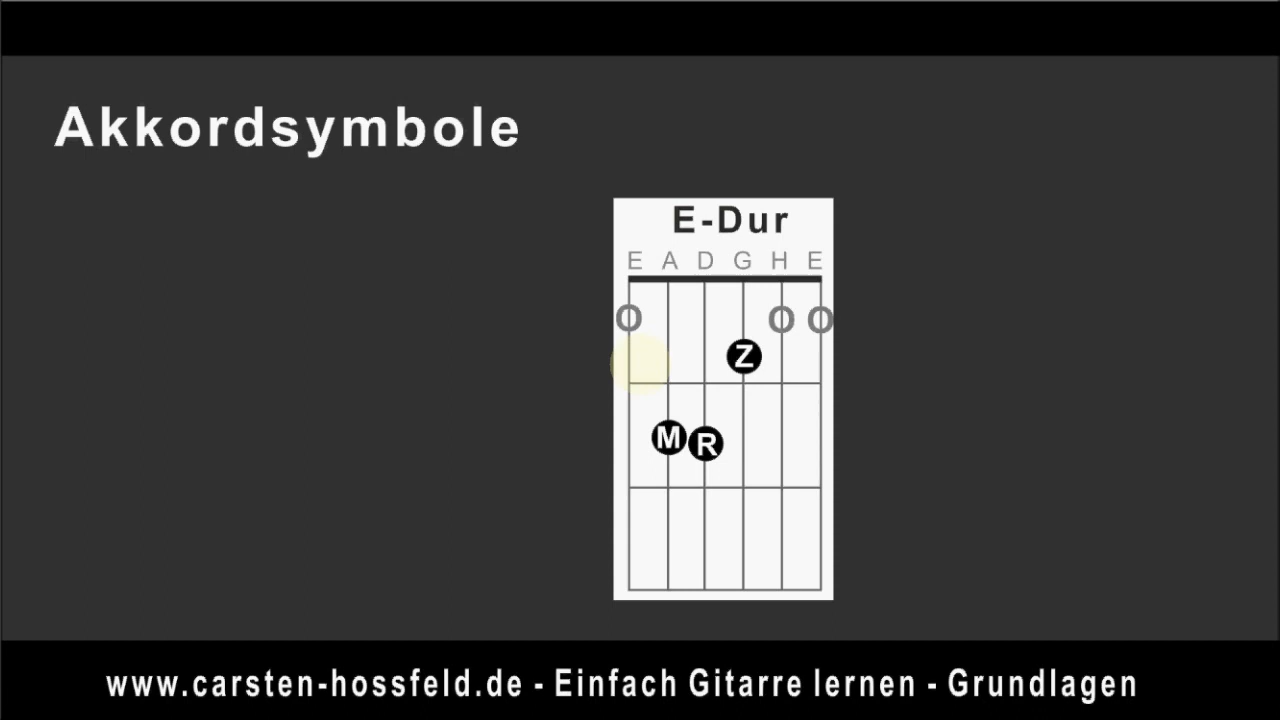 Akkordsymbole
E-Dur
E A D G H E
O O O
Z
M R
www.carsten-hossfeld.de - Einfach Gitarre lernen - Grundlagen